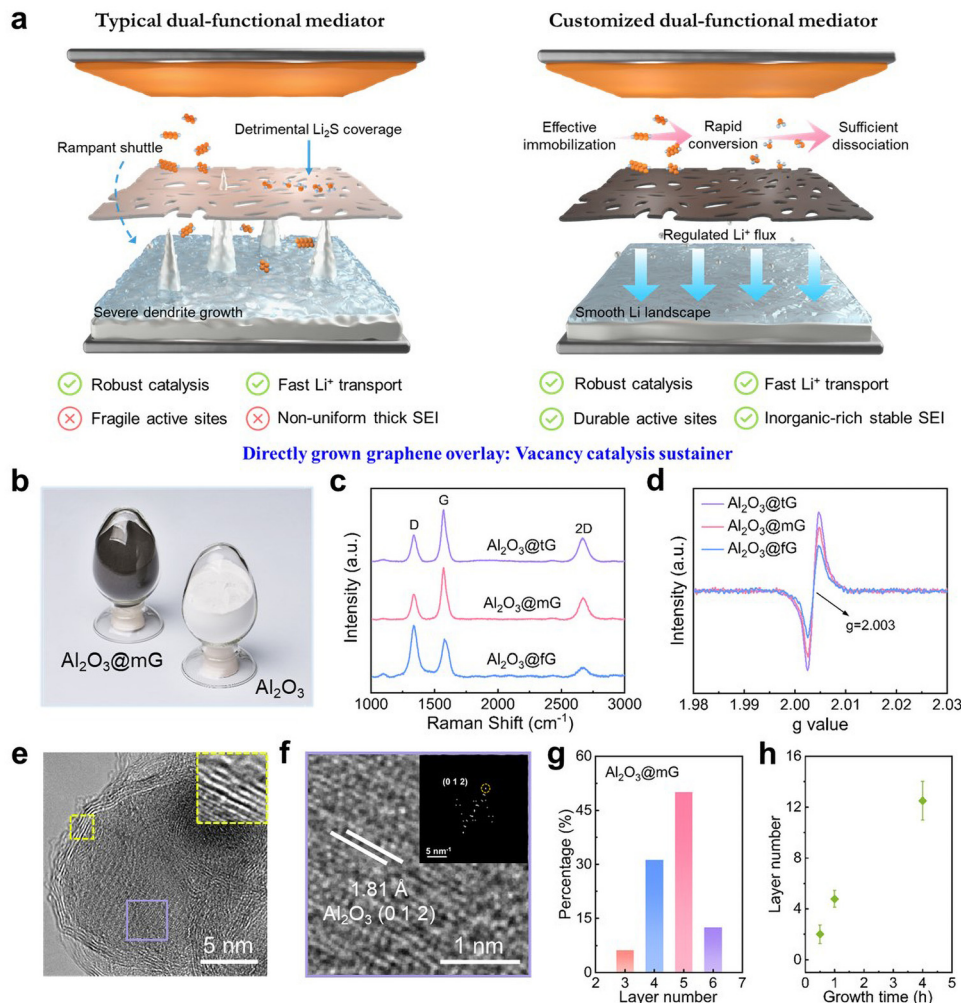 a
Typical dual-functional mediator
Customized dual-functional mediator
Rampant shuttle
Detrimental Li₂S coverage
Severe dendrite growth
Effective immobilization
Rapid conversion
Sufficient dissociation
Regulated Li⁺ flux
Smooth Li landscape
Robust catalysis
Fast Li⁺ transport
Fragile active sites
Non-uniform thick SEI
Robust catalysis
Fast Li⁺ transport
Durable active sites
Inorganic-rich stable SEI
Directly grown graphene overlay: Vacancy catalysis sustainer
b
Al₂O₃@mG
Al₂O₃
c
Intensity (a.u.)
D
G
2D
Al₂O₃@tG
Al₂O₃@mG
Al₂O₃@fG
1000 1500 2000 2500 3000
Raman Shift (cm⁻¹)
d
Intensity (a.u.)
Al₂O₃@tG
Al₂O₃@mG
Al₂O₃@fG
g=2.003
1.98 1.99 2.00 2.01 2.02 2.03
g value
e
5 nm
f
(0 1 2)
5 nm⁻¹
1.81 Å
Al₂O₃ (0 1 2)
1 nm
g
Al₂O₃@mG
Percentage (%)
60
45
30
15
0
2 3 4 5 6 7
Layer number
h
Layer number
16
12
8
4
0
0 1 2 3 4 5
Growth time (h)